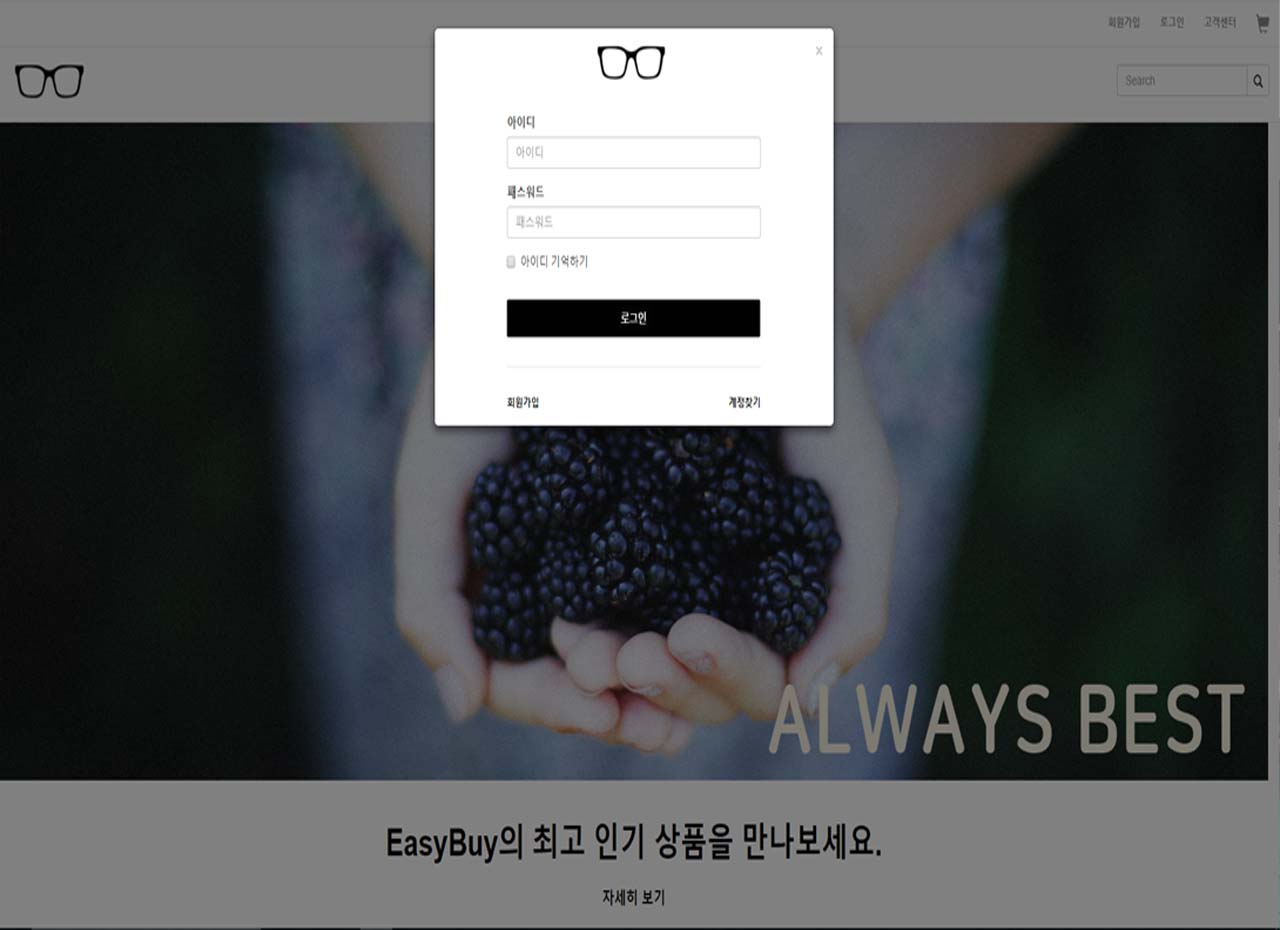 회원가입 로그인 고객센터
x
Search
아이디
아이디
패스워드
패스워드
아이디 기억하기
로그인
회원가입 계정찾기
ALWAYS BEST
EasyBuy의 최고 인기 상품을 만나보세요.
자세히 보기